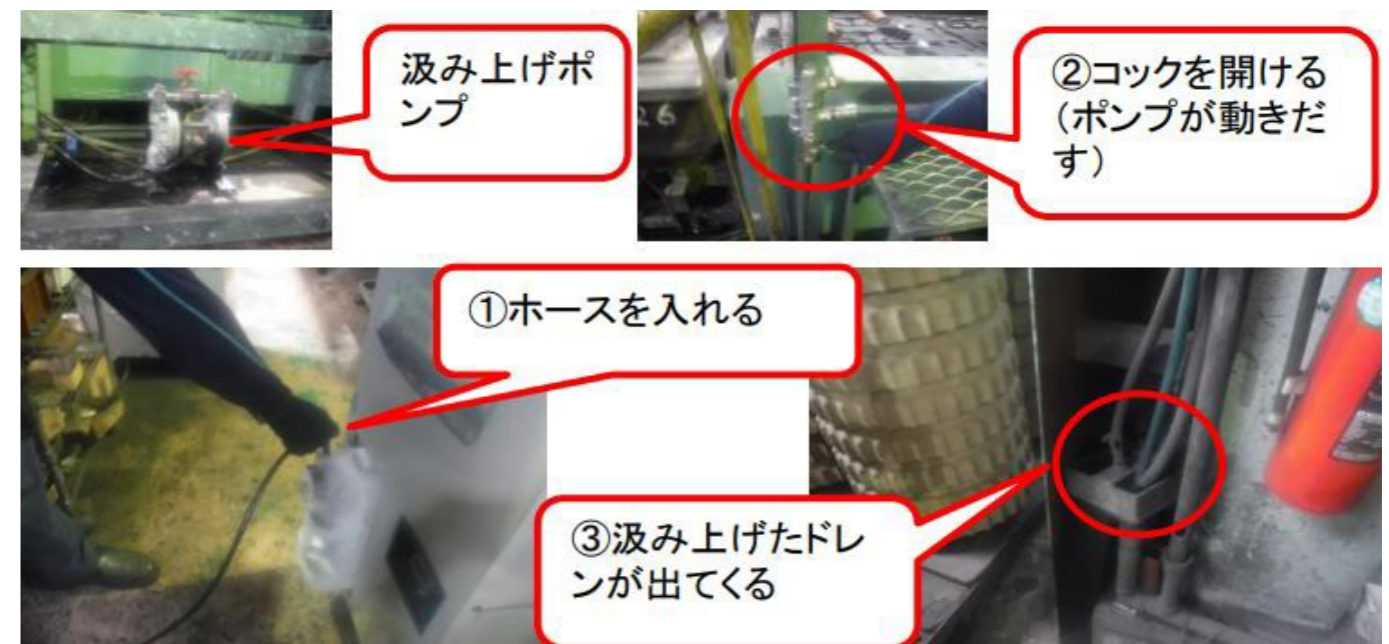 汲み上げポ
ンプ
②コックを開ける
(ポンプが動きだ
す)
①ホースを入れる
③汲み上げたドレ
ンが出てくる
26